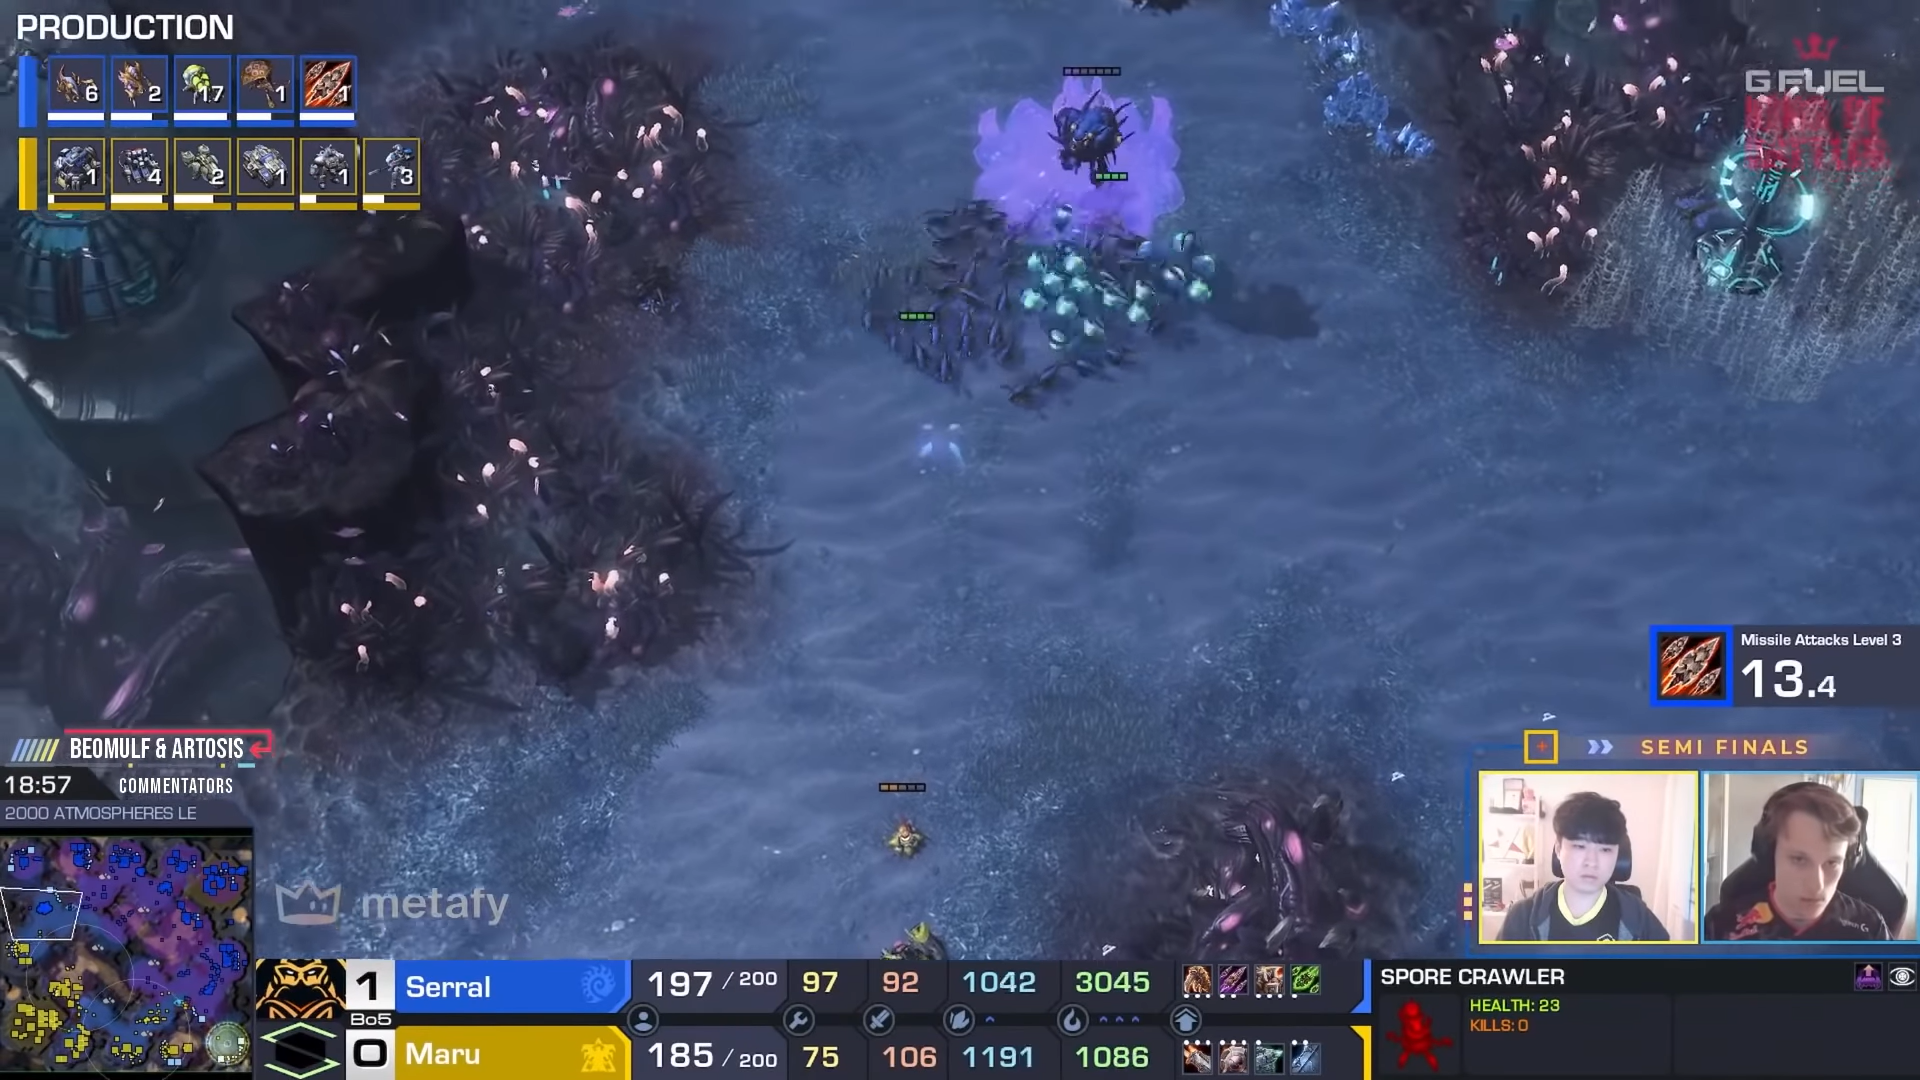 PRODUCTION
6 2 17 1 1
1 4 2 1 1 3
G FUEL
Missile Attacks Level 3
13.4
SEMI FINALS
BEOMULF & ARTOSIS
COMMENTATORS
18:57
2000 ATMOSPHERES LE
metafy
1 Serral 197 / 200 97 92 1042 3045
Bo5
0 Maru 185 / 200 75 106 1191 1086
SPORE CRAWLER
HEALTH: 23
KILLS: 0